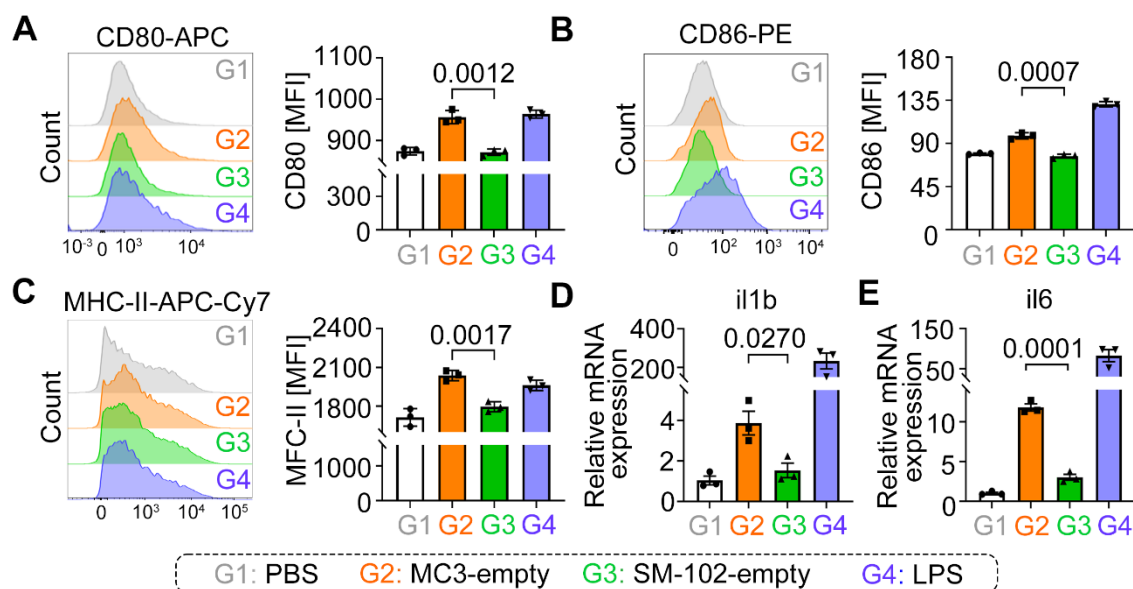 A
CD80-APC
G1
G2
G3
G4
Count
-10-3 0 103 104
CD80 [MFI]
1050
1000
950
900
600
300
0
0.0012
G1 G2 G3 G4
B
CD86-PE
G1
G2
G3
G4
Count
0 102 103 104
CD86 [MFI]
180
135
90
45
0
0.0007
G1 G2 G3 G4
C
MHC-II-APC-Cy7
G1
G2
G3
G4
Count
0 103 104 105
MFC-II [MFI]
2400
2100
1800
1000
0
0.0017
G1 G2 G3 G4
D
il1b
Relative mRNA
expression
400
200
6
4
2
0
0.0270
G1 G2 G3 G4
E
il6
Relative mRNA
expression
150
50
15
10
5
0
0.0001
G1 G2 G3 G4
G1: PBS G2: MC3-empty G3: SM-102-empty G4: LPS